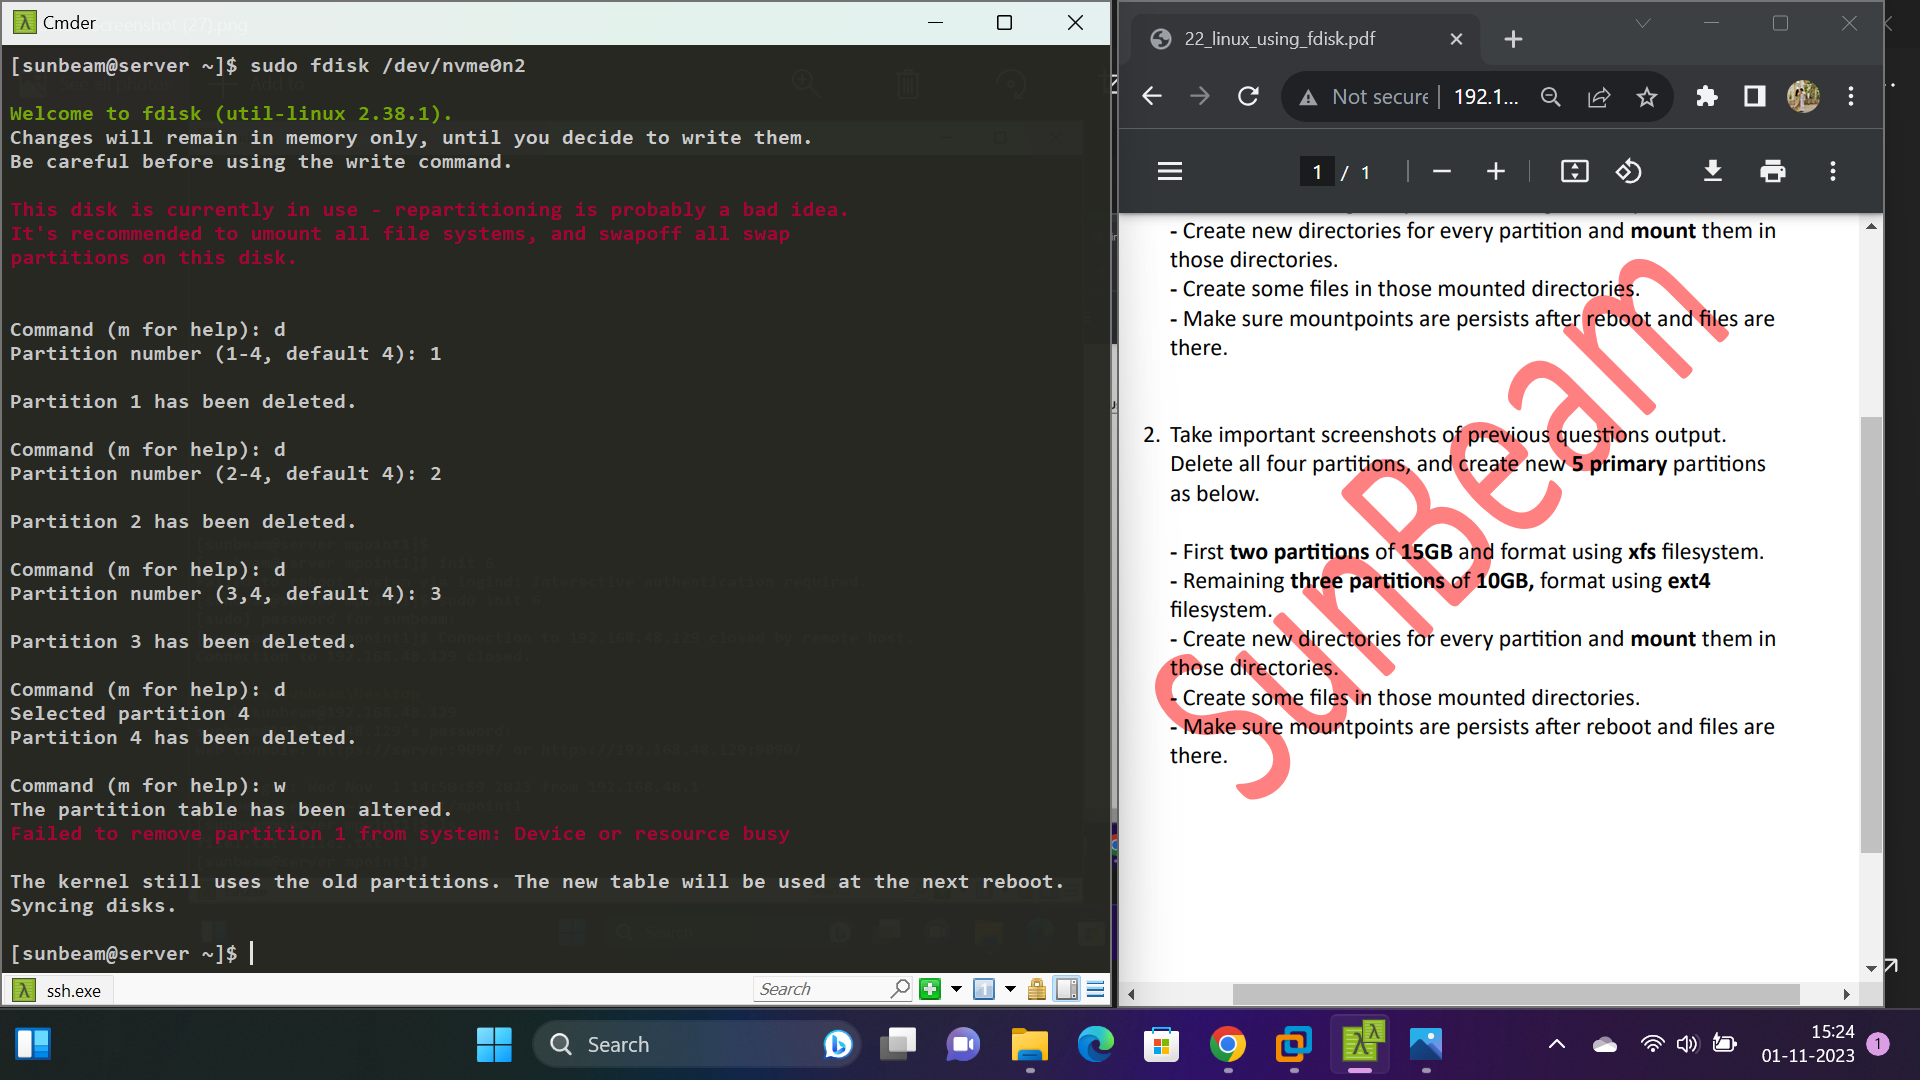 Cmder
[sunbeam@server ~]$ sudo fdisk /dev/nvme0n2
Welcome to fdisk (util-linux 2.38.1).
Changes will remain in memory only, until you decide to write them.
Be careful before using the write command.
This disk is currently in use - repartitioning is probably a bad idea.
It's recommended to umount all file systems, and swapoff all swap
partitions on this disk.
Command (m for help): d
Partition number (1-4, default 4): 1
Partition 1 has been deleted.
Command (m for help): d
Partition number (2-4, default 4): 2
Partition 2 has been deleted.
Command (m for help): d
Partition number (3,4, default 4): 3
Partition 3 has been deleted.
Command (m for help): d
Selected partition 4
Partition 4 has been deleted.
Command (m for help): w
The partition table has been altered.
Failed to remove partition 1 from system: Device or resource busy
The kernel still uses the old partitions. The new table will be used at the next reboot.
Syncing disks.
[sunbeam@server ~]$
ssh.exe
Search
22_linux_using_fdisk.pdf
Not secure
192.1...
1 / 1
- Create new directories for every partition and mount them in
those directories.
- Create some files in those mounted directories.
- Make sure mountpoints are persists after reboot and files are
there.
2. Take important screenshots of previous questions output.
Delete all four partitions, and create new 5 primary partitions
as below.
- First two partitions of 15GB and format using xfs filesystem.
- Remaining three partitions of 10GB, format using ext4
filesystem.
- Create new directories for every partition and mount them in
those directories.
- Create some files in those mounted directories.
- Make sure mountpoints are persists after reboot and files are
there.
SunBeam
Search
15:24
01-11-2023
1